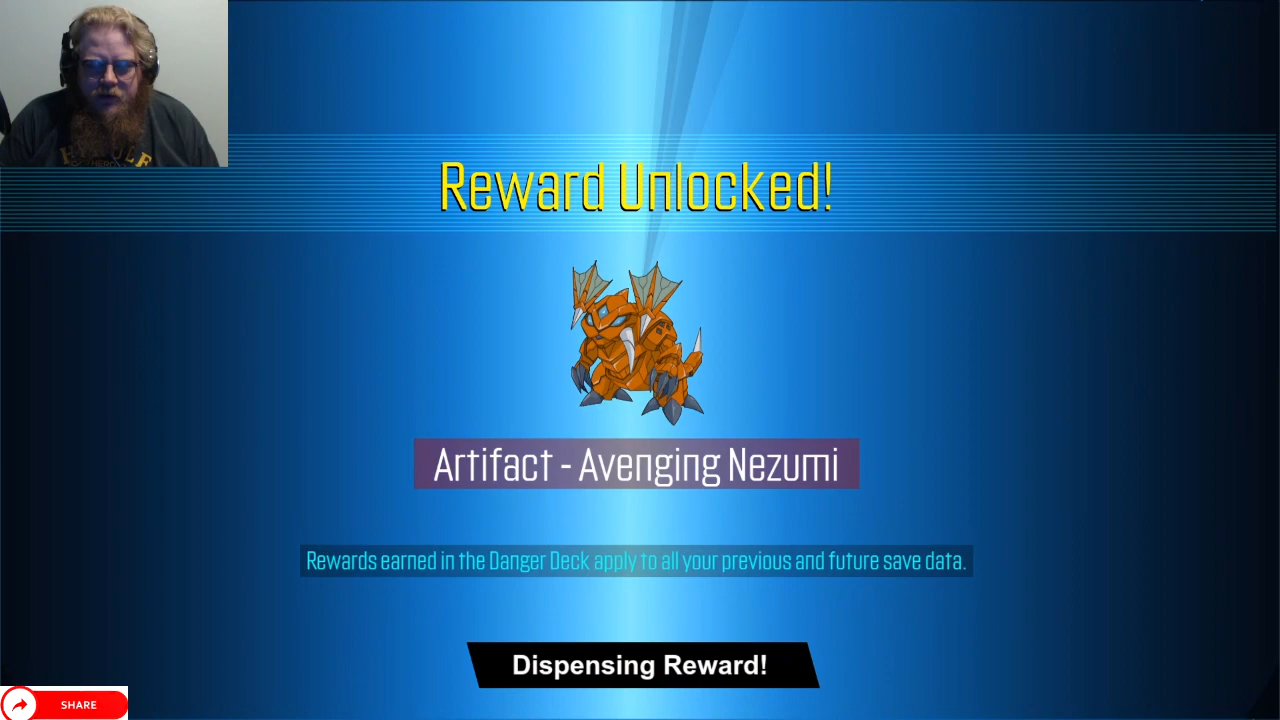 Reward Unlocked!
Artifact - Avenging Nezumi
Rewards earned in the Danger Deck apply to all your previous and future save data.
Dispensing Reward!
SHARE